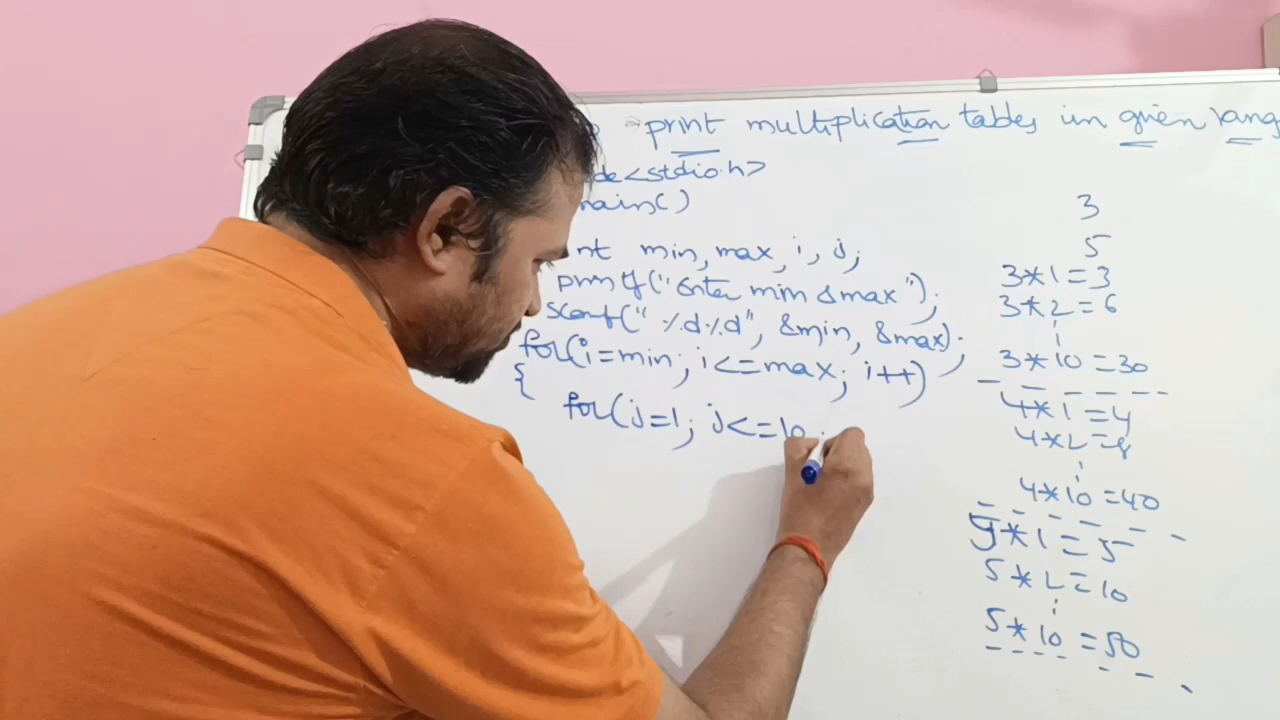 print multiplication tables in given rang
de<stdio.h>
main()
nt min, max, i, j;
printf("Enter min & max");
scanf("%d%d", &min, &max);
for(i=min; i<=max; i++)
{
for(j=1; j<=10
3
5
3*1=3
3*2=6
3*10=30
4*1=4
4*2=8
4*10=40
5*1=5
5*2=10
5*10=50